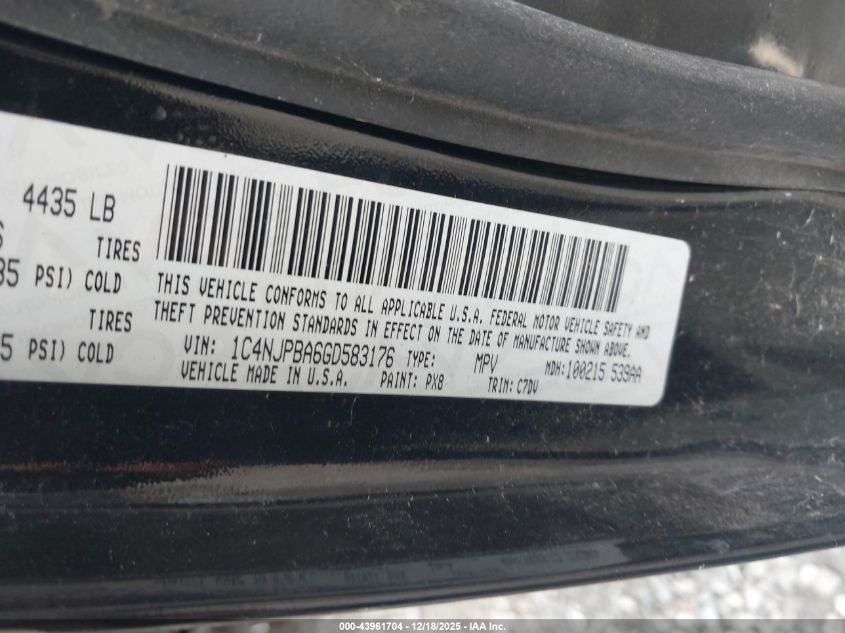 4435 LB
TIRES
35 PSI) COLD
TIRES
5 PSI) COLD
THIS VEHICLE CONFORMS TO ALL APPLICABLE U.S.A. FEDERAL MOTOR VEHICLE SAFETY AND
THEFT PREVENTION STANDARDS IN EFFECT ON THE DATE OF MANUFACTURE SHOWN ABOVE.
VIN: 1C4NJPBA6GD583176 TYPE: MPV MDH:100215 539AA
VEHICLE MADE IN U.S.A. PAINT: PX8 TRIM: C7DV
000-43961704 - 12/18/2025 - IAA Inc.